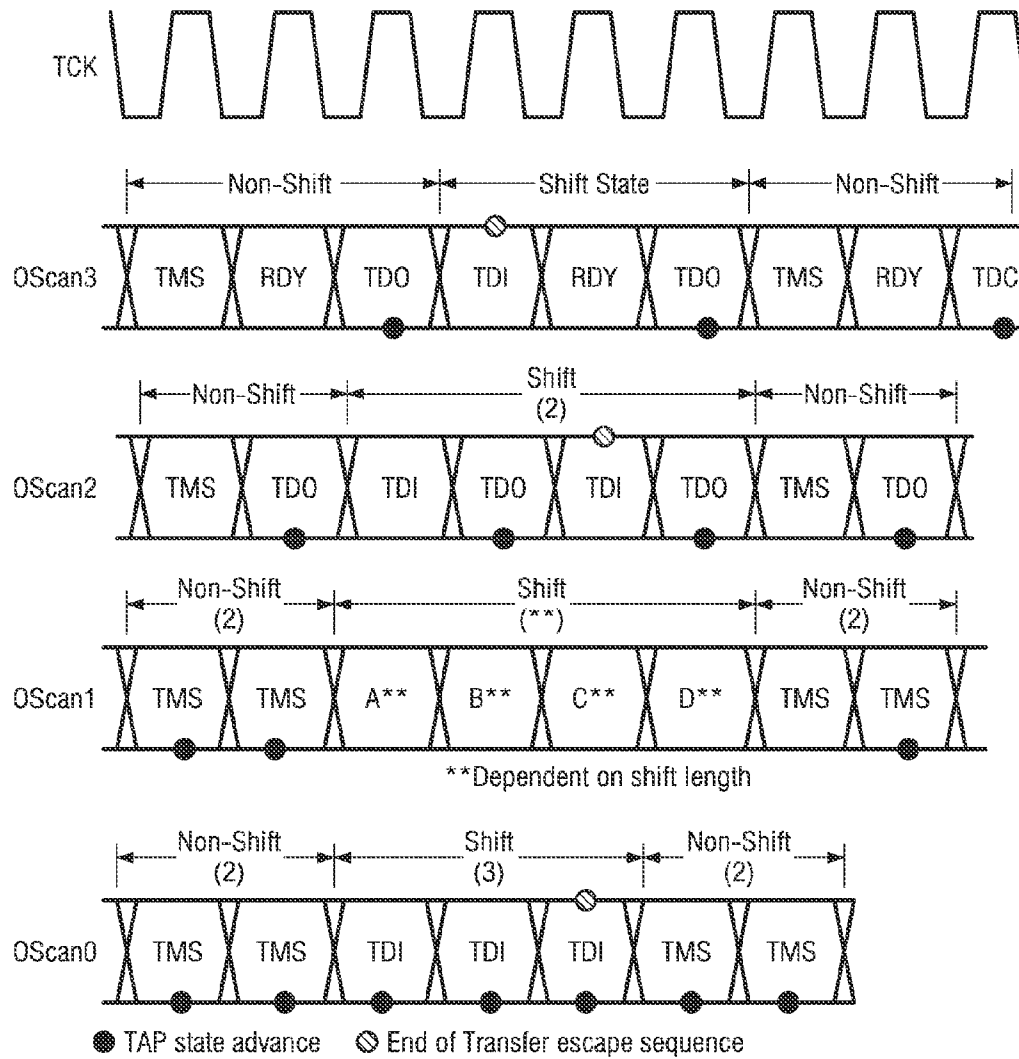 TCK
Non-Shift Shift State Non-Shift
OScan3 TMS RDY TDO TDI RDY TDO TMS RDY TDC
Non-Shift Shift (2) Non-Shift
OScan2 TMS TDO TDI TDO TDI TDO TMS TDO
Non-Shift (2) Shift (**) Non-Shift (2)
OScan1 TMS TMS A** B** C** D** TMS TMS
**Dependent on shift length
Non-Shift (2) Shift (3) Non-Shift (2)
OScan0 TMS TMS TDI TDI TDI TMS TMS
TAP state advance End of Transfer escape sequence